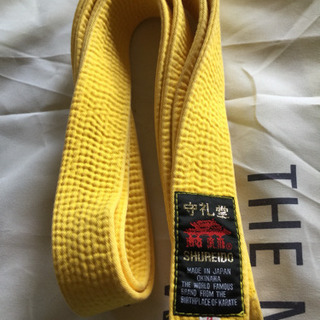 守礼堂
SHUREIDO
MADE IN JAPAN
OKINAWA
THE WORLD FAMOUS
BRAND FROM THE
BIRTHPLACE OF KARATE
THE N